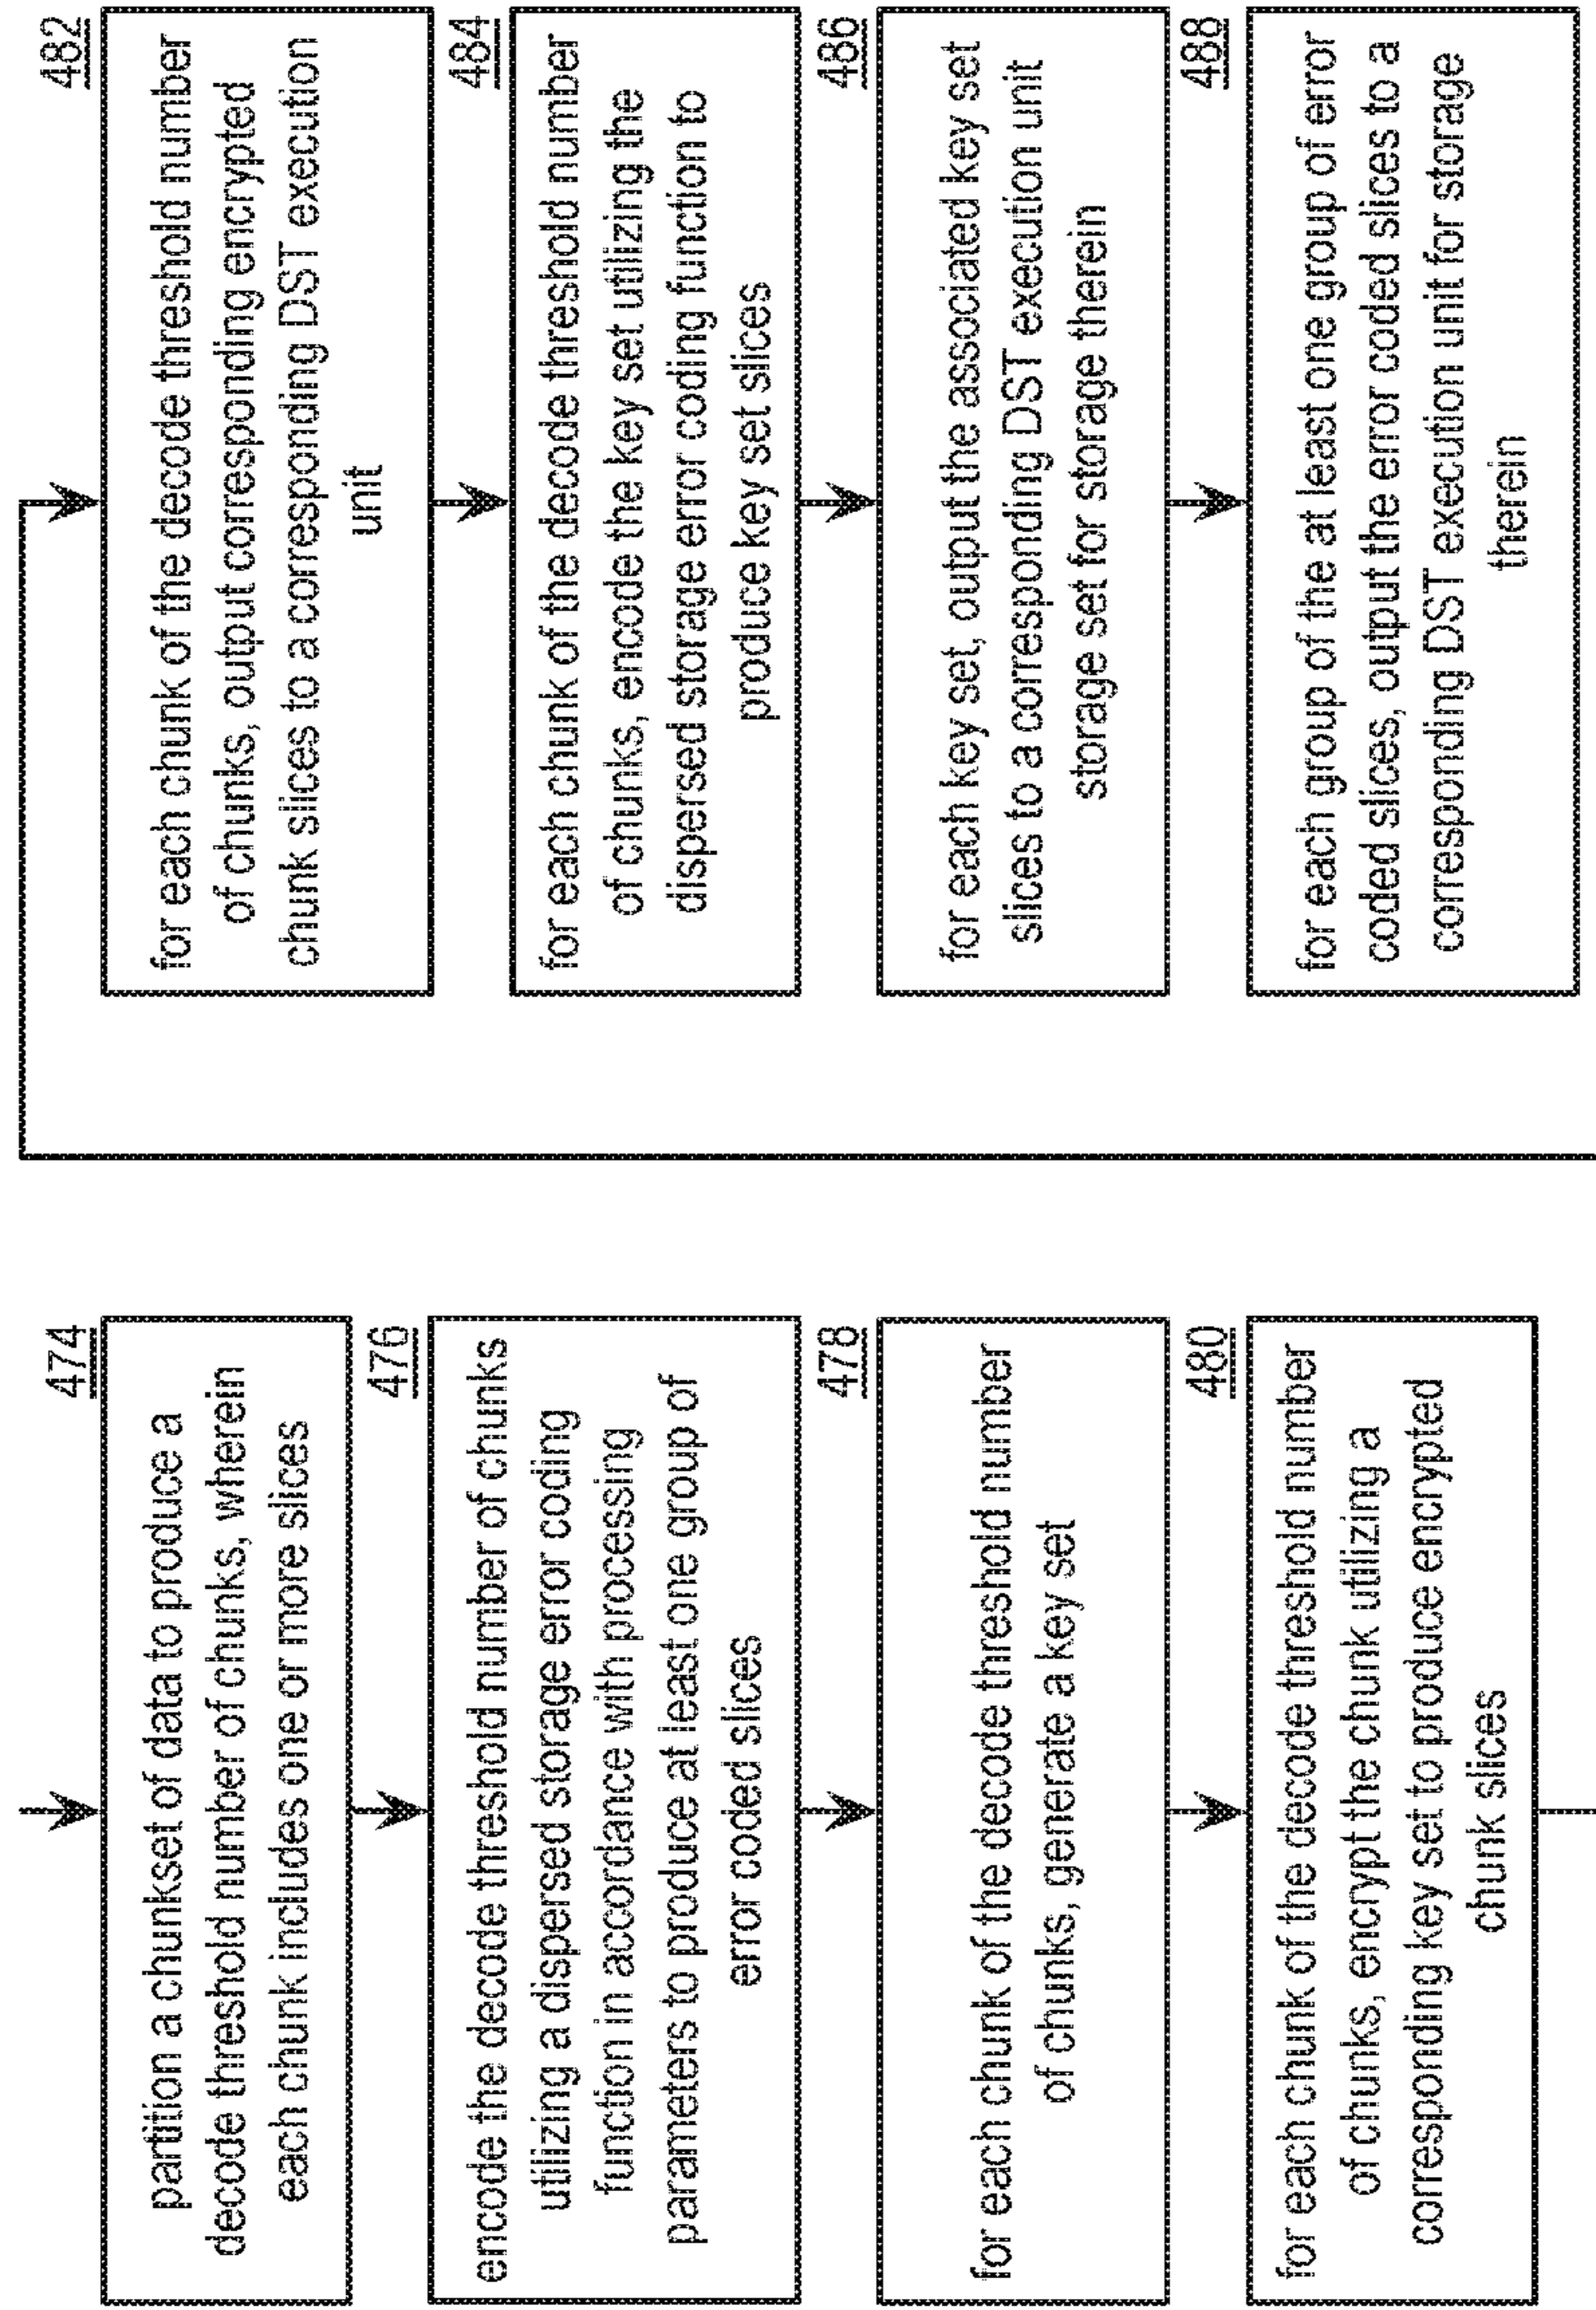 474
partition a chunkset of data to produce a
decode threshold number of chunks, wherein
each chunk includes one or more slices
476
encode the decode threshold number of chunks
utilizing a dispersed storage error coding
function in accordance with processing
parameters to produce at least one group of
error coded slices
478
for each chunk of the decode threshold number
of chunks, generate a key set
480
for each chunk of the decode threshold number
of chunks, encrypt the chunk utilizing a
corresponding key set to produce encrypted
chunk slices
482
for each chunk of the decode threshold number
of chunks, output corresponding encrypted
chunk slices to a corresponding DST execution
unit
484
for each chunk of the decode threshold number
of chunks, encode the key set utilizing the
dispersed storage error coding function to
produce key set slices
486
for each key set, output the associated key set
slices to a corresponding DST execution unit
storage set for storage therein
488
for each group of the at least one group of error
coded slices, output the error coded slices to a
corresponding DST execution unit for storage
therein